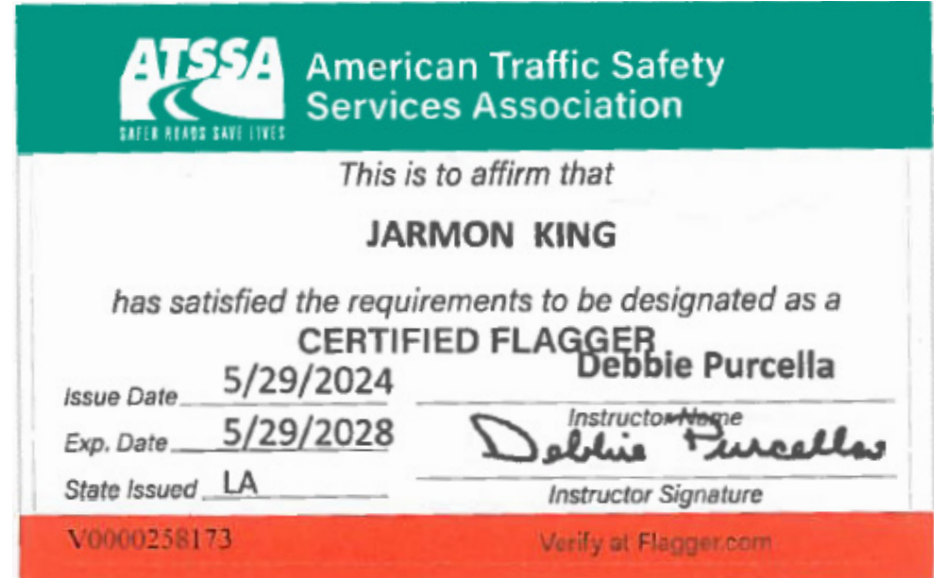 ATSSA
SAFER ROADS SAVE LIVES
American Traffic Safety
Services Association
This is to affirm that
JARMON KING
has satisfied the requirements to be designated as a
CERTIFIED FLAGGER
Debbie Purcella
Issue Date 5/29/2024
Instructor Name
Exp. Date 5/29/2028
Debbie Purcella
State Issued LA
Instructor Signature
V0000258173
Verify at Flagger.com